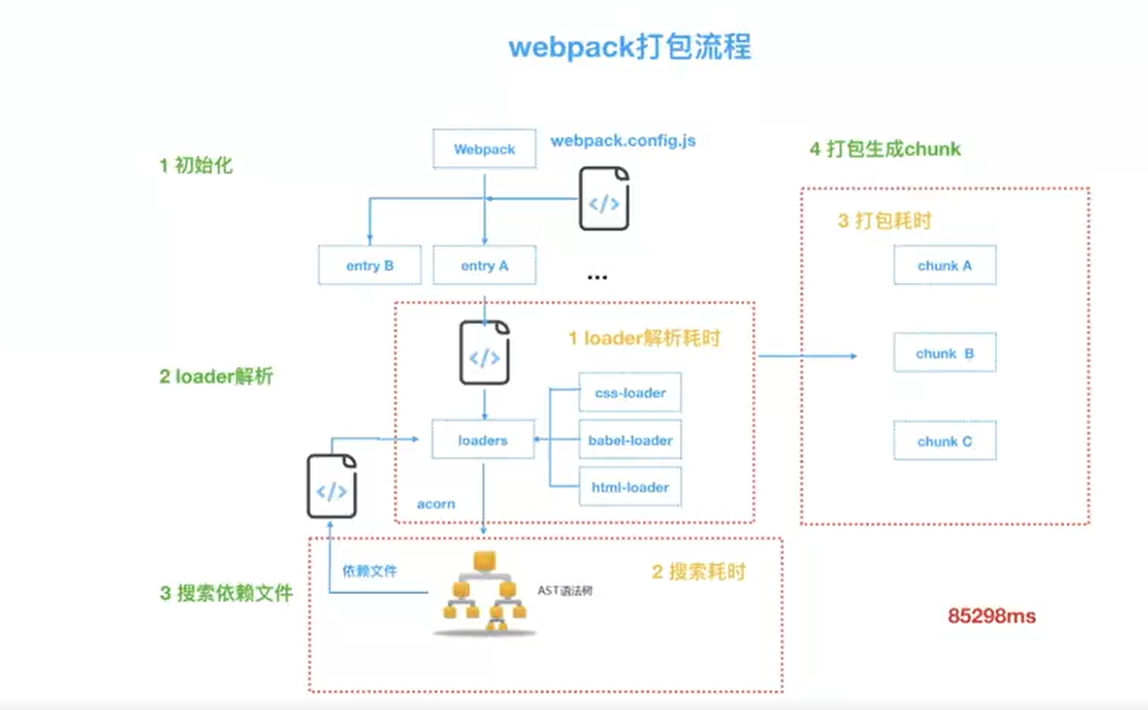 webpack打包流程
1 初始化
Webpack
webpack.config.js
4 打包生成chunk
</>
3 打包耗时
entry B
entry A
...
chunk A
</>
1 loader解析耗时
chunk B
2 loader解析
css-loader
loaders
babel-loader
chunk C
</>
html-loader
acorn
依赖文件
2 搜索耗时
3 搜索依赖文件
AST语法树
85298ms